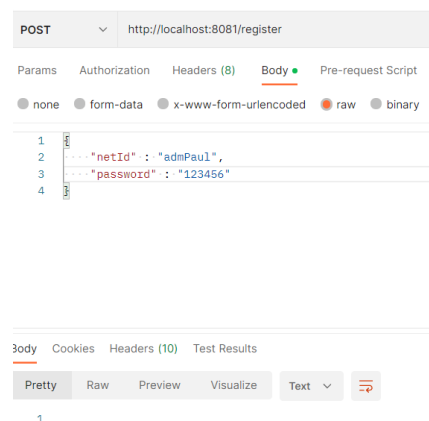 POST http://localhost:8081/register
Params Authorization Headers (8) Body Pre-request Script
none form-data x-www-form-urlencoded raw binary
1 {
2 "netId" : "admPaul",
3 "password" : "123456"
4 }
Body Cookies Headers (10) Test Results
Pretty Raw Preview Visualize Text
1